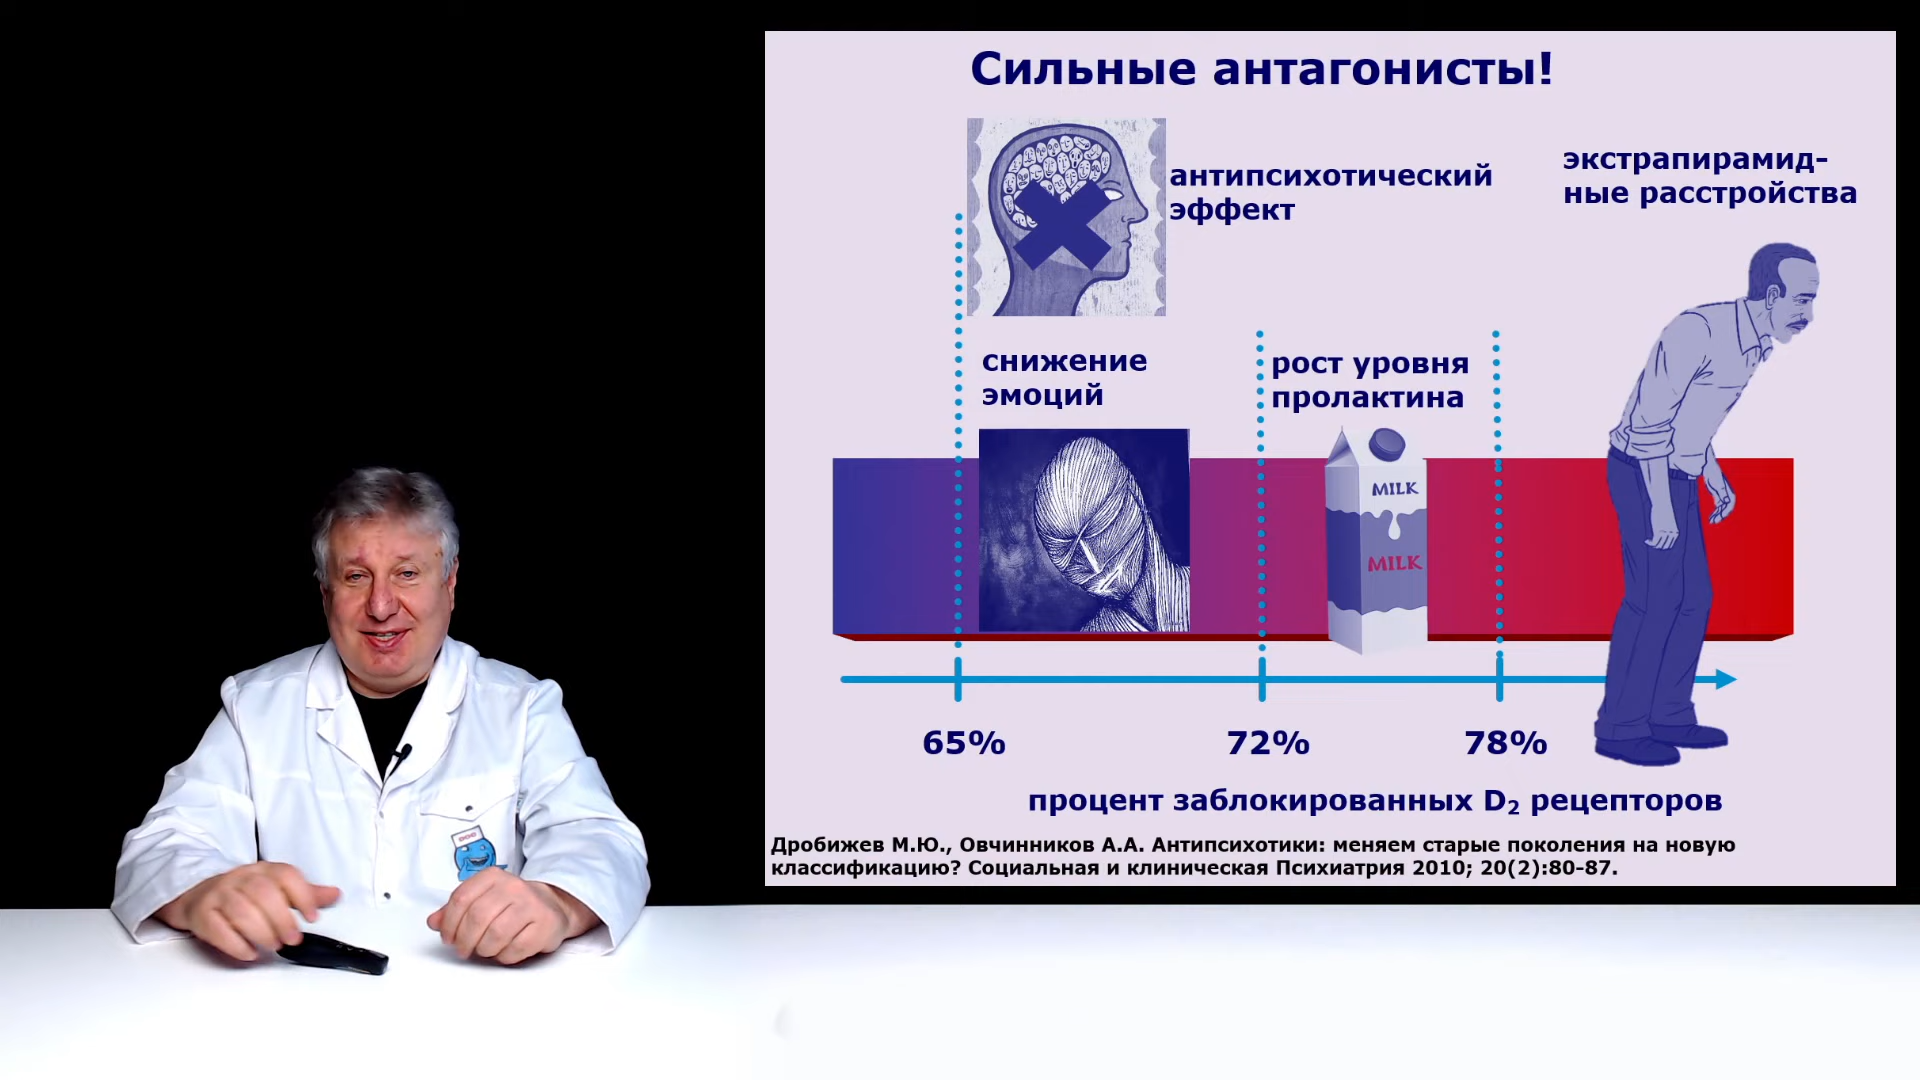 Сильные антагонисты!
антипсихотический
эффект
экстрапирамид-
ные расстройства
снижение
эмоций
рост уровня
пролактина
MILK
MILK
65%
72%
78%
процент заблокированных D₂ рецепторов
Дробижев М.Ю., Овчинников А.А. Антипсихотики: меняем старые поколения на новую
классификацию? Социальная и клиническая Психиатрия 2010; 20(2):80-87.